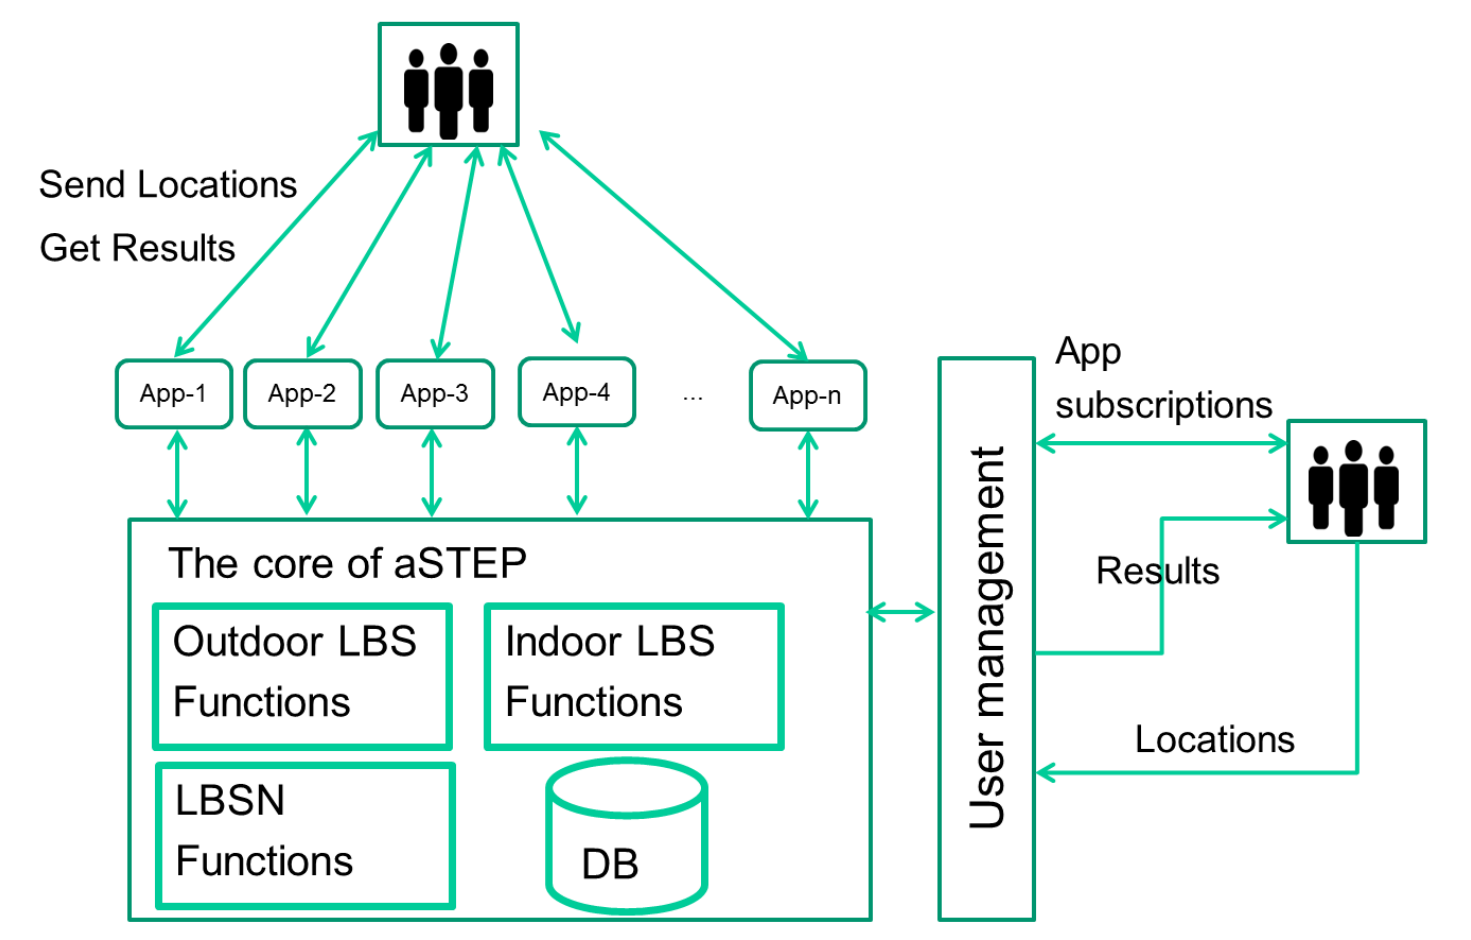 Send Locations
Get Results
App-1
App-2
App-3
App-4
...
App-n
App
subscriptions
Results
Locations
User management
The core of aSTEP
Outdoor LBS
Functions
Indoor LBS
Functions
LBSN
Functions
DB